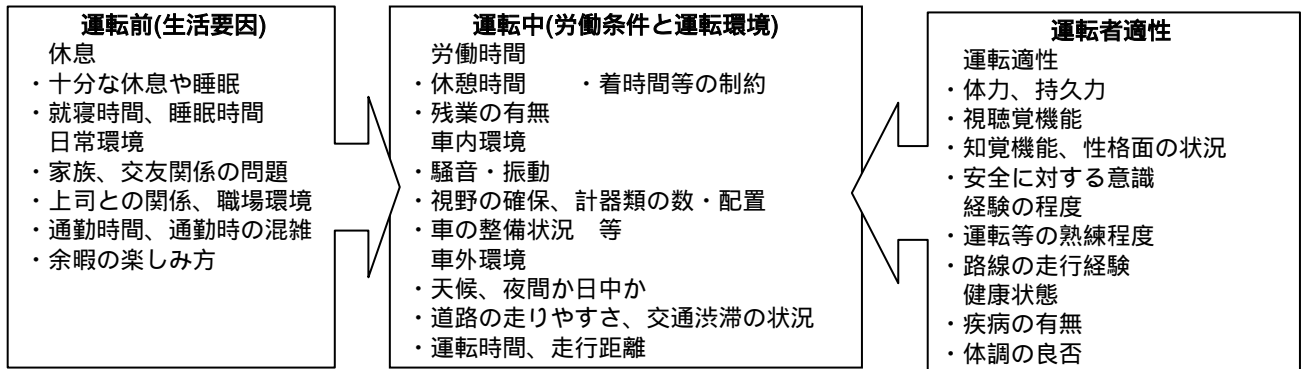 運転前(生活要因)
休息
・十分な休息や睡眠
・就寝時間、睡眠時間
日常環境
・家族、交友関係の問題
・上司との関係、職場環境
・通勤時間、通勤時の混雑
・余暇の楽しみ方
運転中(労働条件と運転環境)
労働時間
・休憩時間　　・着時間等の制約
・残業の有無
車内環境
・騒音・振動
・視野の確保、計器類の数・配置
・車の整備状況　等
車外環境
・天候、夜間か日中か
・道路の走りやすさ、交通渋滞の状況
・運転時間、走行距離
運転者適性
運転適性
・体力、持久力
・視聴覚機能
・知覚機能、性格面の状況
・安全に対する意識
経験の程度
・運転等の熟練程度
・路線の走行経験
健康状態
・疾病の有無
・体調の良否